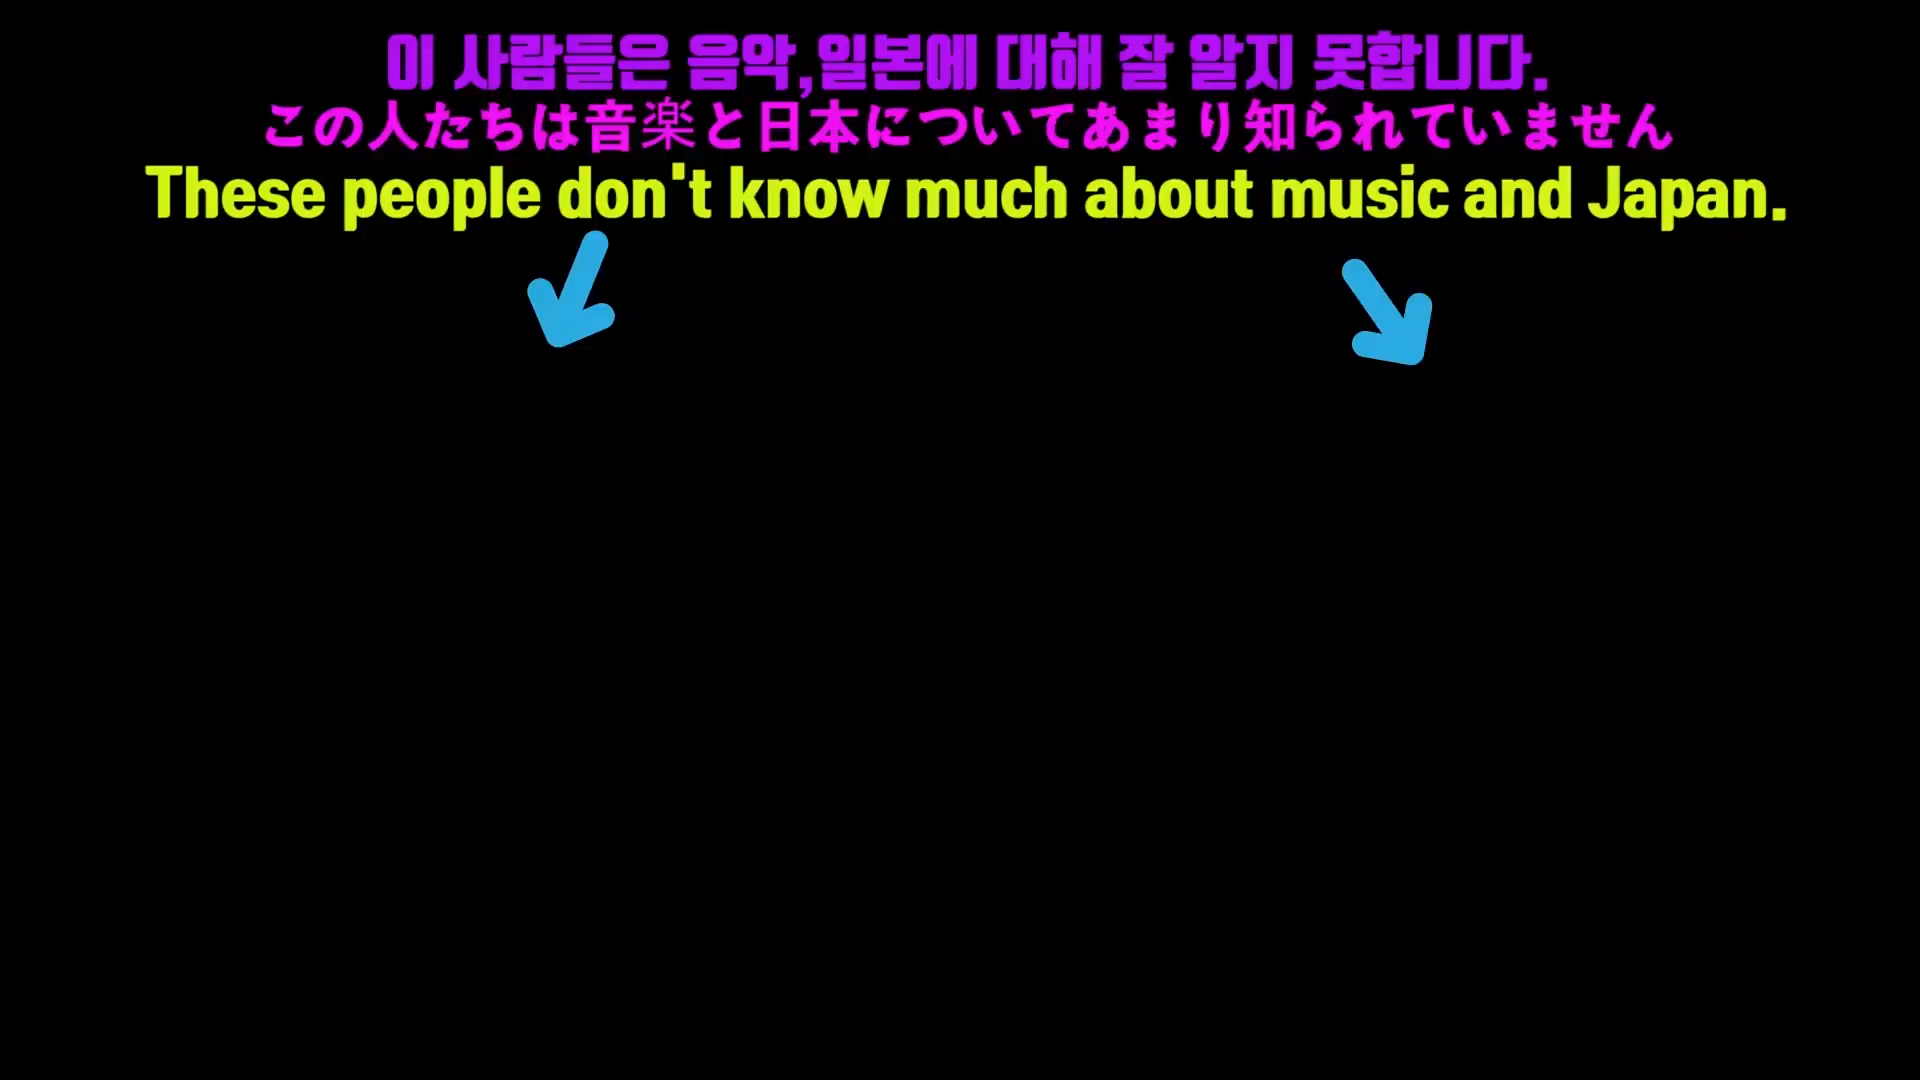 이 사람들은 음악,일본에 대해 잘 알지 못합니다.
この人たちは音楽と日本についてあまり知られていません
These people don't know much about music and Japan.